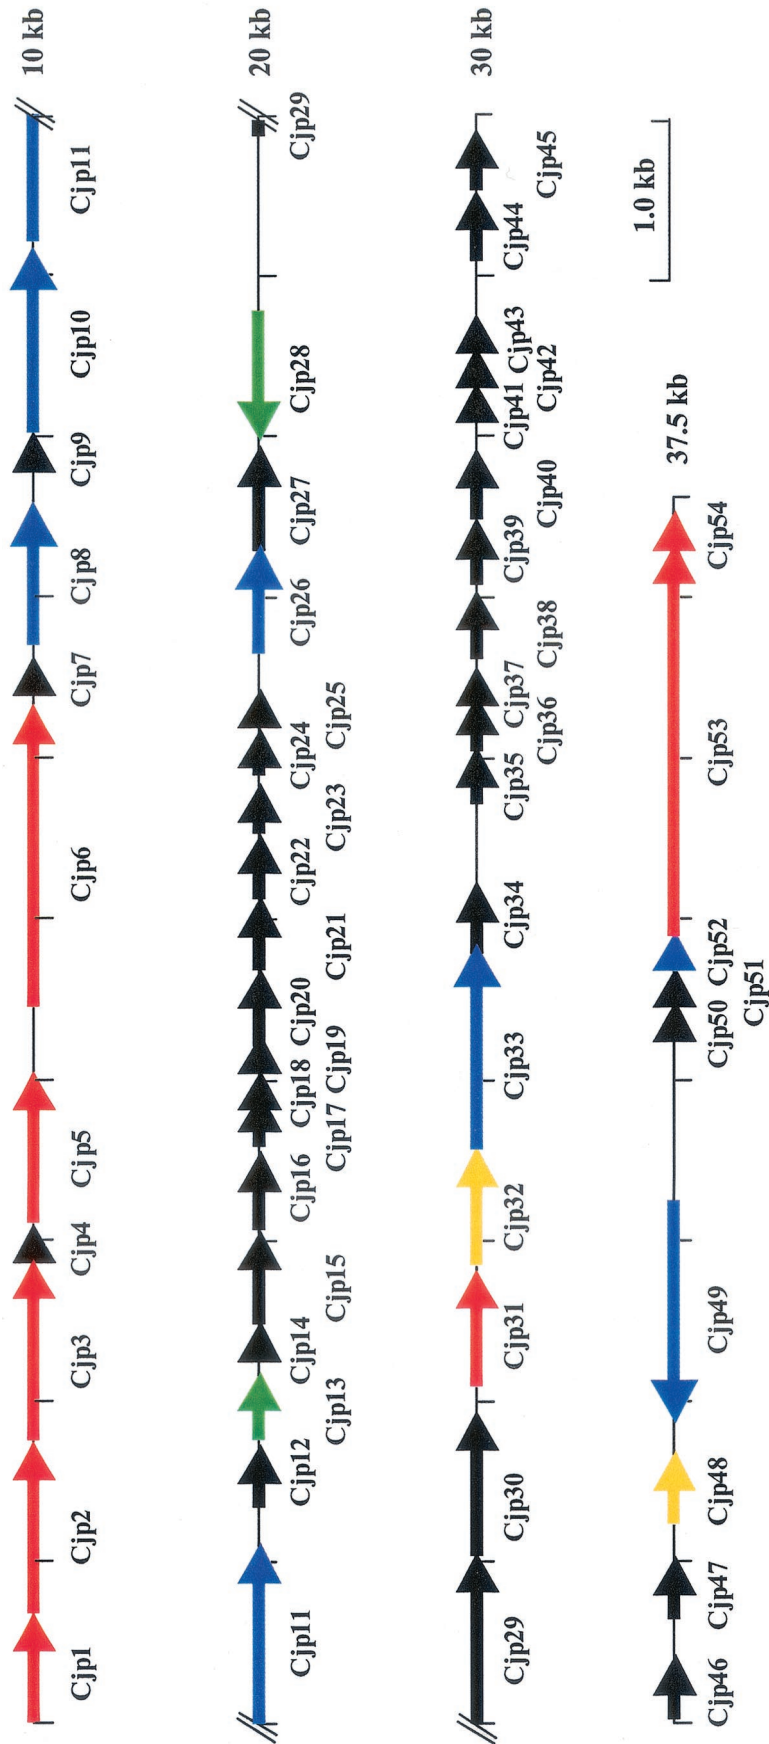 Cjp1 Cjp2 Cjp3 Cjp4 Cjp5 Cjp6 Cjp7 Cjp8 Cjp9 Cjp10 Cjp11 10 kb
Cjp11 Cjp12 Cjp13 Cjp14 Cjp15 Cjp16 Cjp17 Cjp18 Cjp19 Cjp20 Cjp21 Cjp22 Cjp23 Cjp24 Cjp25 Cjp26 Cjp27 Cjp28 Cjp29 20 kb
Cjp29 Cjp30 Cjp31 Cjp32 Cjp33 Cjp34 Cjp35 Cjp36 Cjp37 Cjp38 Cjp39 Cjp40 Cjp41 Cjp42 Cjp43 Cjp44 Cjp45 30 kb
Cjp46 Cjp47 Cjp48 Cjp49 Cjp50 Cjp51 Cjp52 Cjp53 Cjp54 37.5 kb
1.0 kb